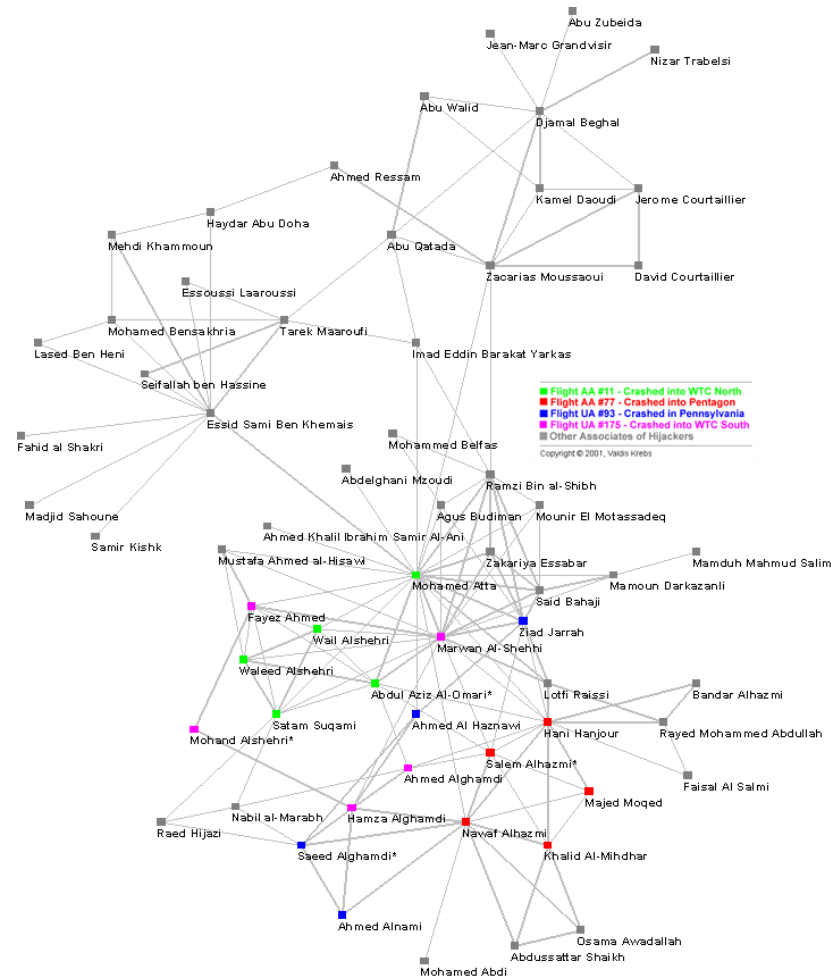 Abu Zubeida
Jean-Marc Grandvisir
Nizar Trabelsi
Abu Walid
Djamal Beghal
Ahmed Ressam
Kamel Daoudi
Jerome Courtaillier
Haydar Abu Doha
Mehdi Khammoun
Abu Qatada
Zacarias Moussaoui
David Courtaillier
Essoussi Laaroussi
Mohamed Bensakhria
Tarek Maaroufi
Lased Ben Heni
Imad Eddin Barakat Yarkas
Seifallah ben Hassine
Essid Sami Ben Khemais
Flight AA #11 - Crashed into WTC North
Flight AA #77 - Crashed into Pentagon
Flight UA #93 - Crashed in Pennsylvania
Flight UA #175 - Crashed into WTC South
Other Associates of Hijackers
Copyright © 2001, Valdis Krebs
Fahid al Shakri
Mohammed Belfas
Abdelghani Mzoudi
Ramzi Bin al-Shibh
Madjid Sahoune
Agus Budiman
Mounir El Motassadeq
Samir Kishk
Ahmed Khalil Ibrahim Samir Al-Ani
Mustafa Ahmed al-Hisawi
Zakariya Essabar
Mamduh Mahmud Salim
Mohamed Atta
Mamoun Darkazanli
Said Bahaji
Fayez Ahmed
Ziad Jarrah
Wail Alshehri
Marwan Al-Shehhi
Waleed Alshehri
Abdul Aziz Al-Omari*
Lotfi Raissi
Bandar Alhazmi
Satam Suqami
Ahmed Al Haznawi
Hani Hanjour
Rayed Mohammed Abdullah
Mohand Alshehri*
Salem Alhazmi*
Ahmed Alghamdi
Faisal Al Salmi
Majed Moqed
Nabil al-Marabh
Hamza Alghamdi
Raed Hijazi
Nawaf Alhazmi
Saeed Alghamdi*
Khalid Al-Mihdhar
Ahmed Alnami
Osama Awadallah
Abdussattar Shaikh
Mohamed Abdi